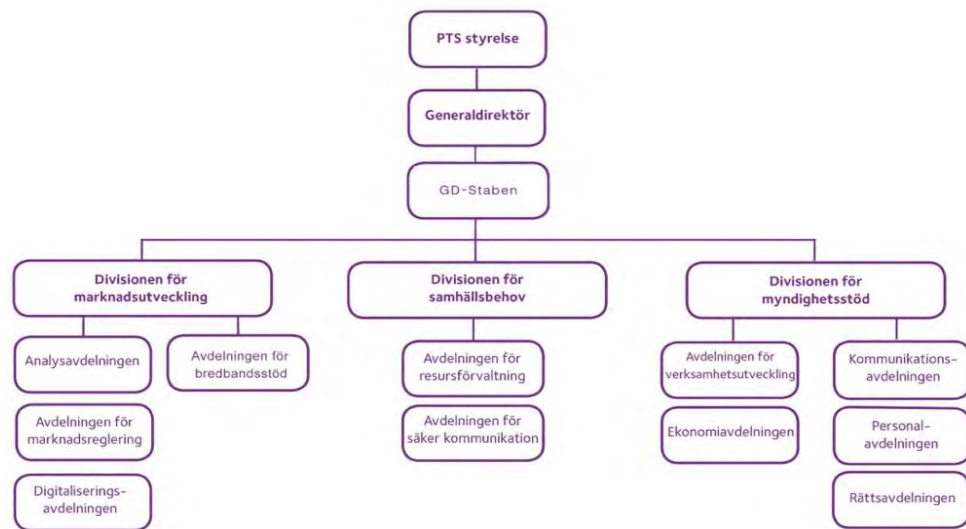 PTS styrelse
Generaldirektör
GD-Staben
Divisionen för
marknadsutveckling
Divisionen för
samhällsbehov
Divisionen för
myndighetsstöd
Analysavdelningen
Avdelningen för
bredbandsstöd
Avdelningen för
marknadsreglering
Digitaliserings-
avdelningen
Avdelningen för
resursförvaltning
Avdelningen för
säker kommunikation
Avdelningen för
verksamhetsutveckling
Ekonomiavdelningen
Kommunikations-
avdelningen
Personal-
avdelningen
Rättsavdelningen